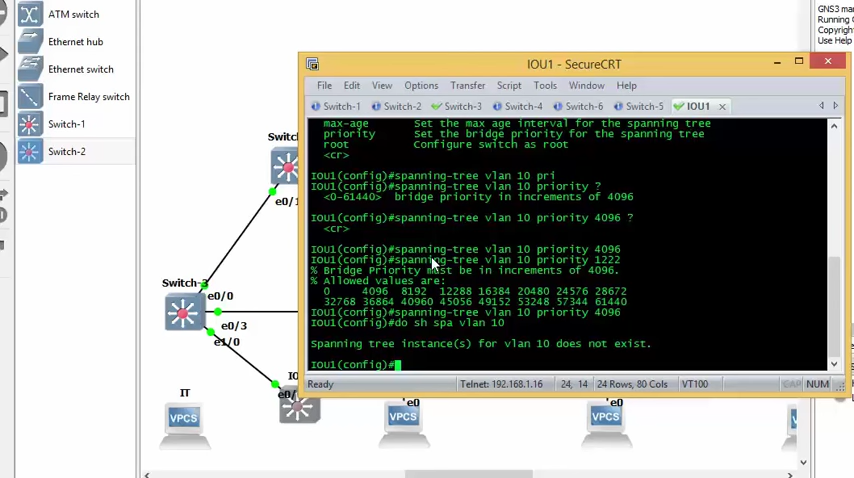 ATM switch
Ethernet hub
Ethernet switch
Frame Relay switch
Switch-1
Switch-2
GNS3 ma
Running
Copyright
Use Help
IOU1 - SecureCRT
File Edit View Options Transfer Script Tools Window Help
Switch-1 Switch-2 Switch-3 Switch-4 Switch-6 Switch-5 IOU1
max-age Set the max age interval for the spanning tree
priority Set the bridge priority for the spanning tree
root Configure switch as root
<cr>
IOU1(config)#spanning-tree vlan 10 pri
IOU1(config)#spanning-tree vlan 10 priority ?
<0-61440> bridge priority in increments of 4096
IOU1(config)#spanning-tree vlan 10 priority 4096 ?
<cr>
IOU1(config)#spanning-tree vlan 10 priority 4096
IOU1(config)#spanning-tree vlan 10 priority 1222
% Bridge Priority must be in increments of 4096.
% Allowed values are:
0 4096 8192 12288 16384 20480 24576 28672
32768 36864 40960 45056 49152 53248 57344 61440
IOU1(config)#spanning-tree vlan 10 priority 4096
IOU1(config)#do sh spa vlan 10
Spanning tree instance(s) for vlan 10 does not exist.
IOU1(config)#
Ready Telnet: 192.168.1.16 24, 14 24 Rows, 80 Cols VT100 CAP NUM
Switc
e0/1
Switch-3
e0/0
e0/3
e1/0
IO
e0/
IT
VPCS
e0
VPCS
e0
VPCS